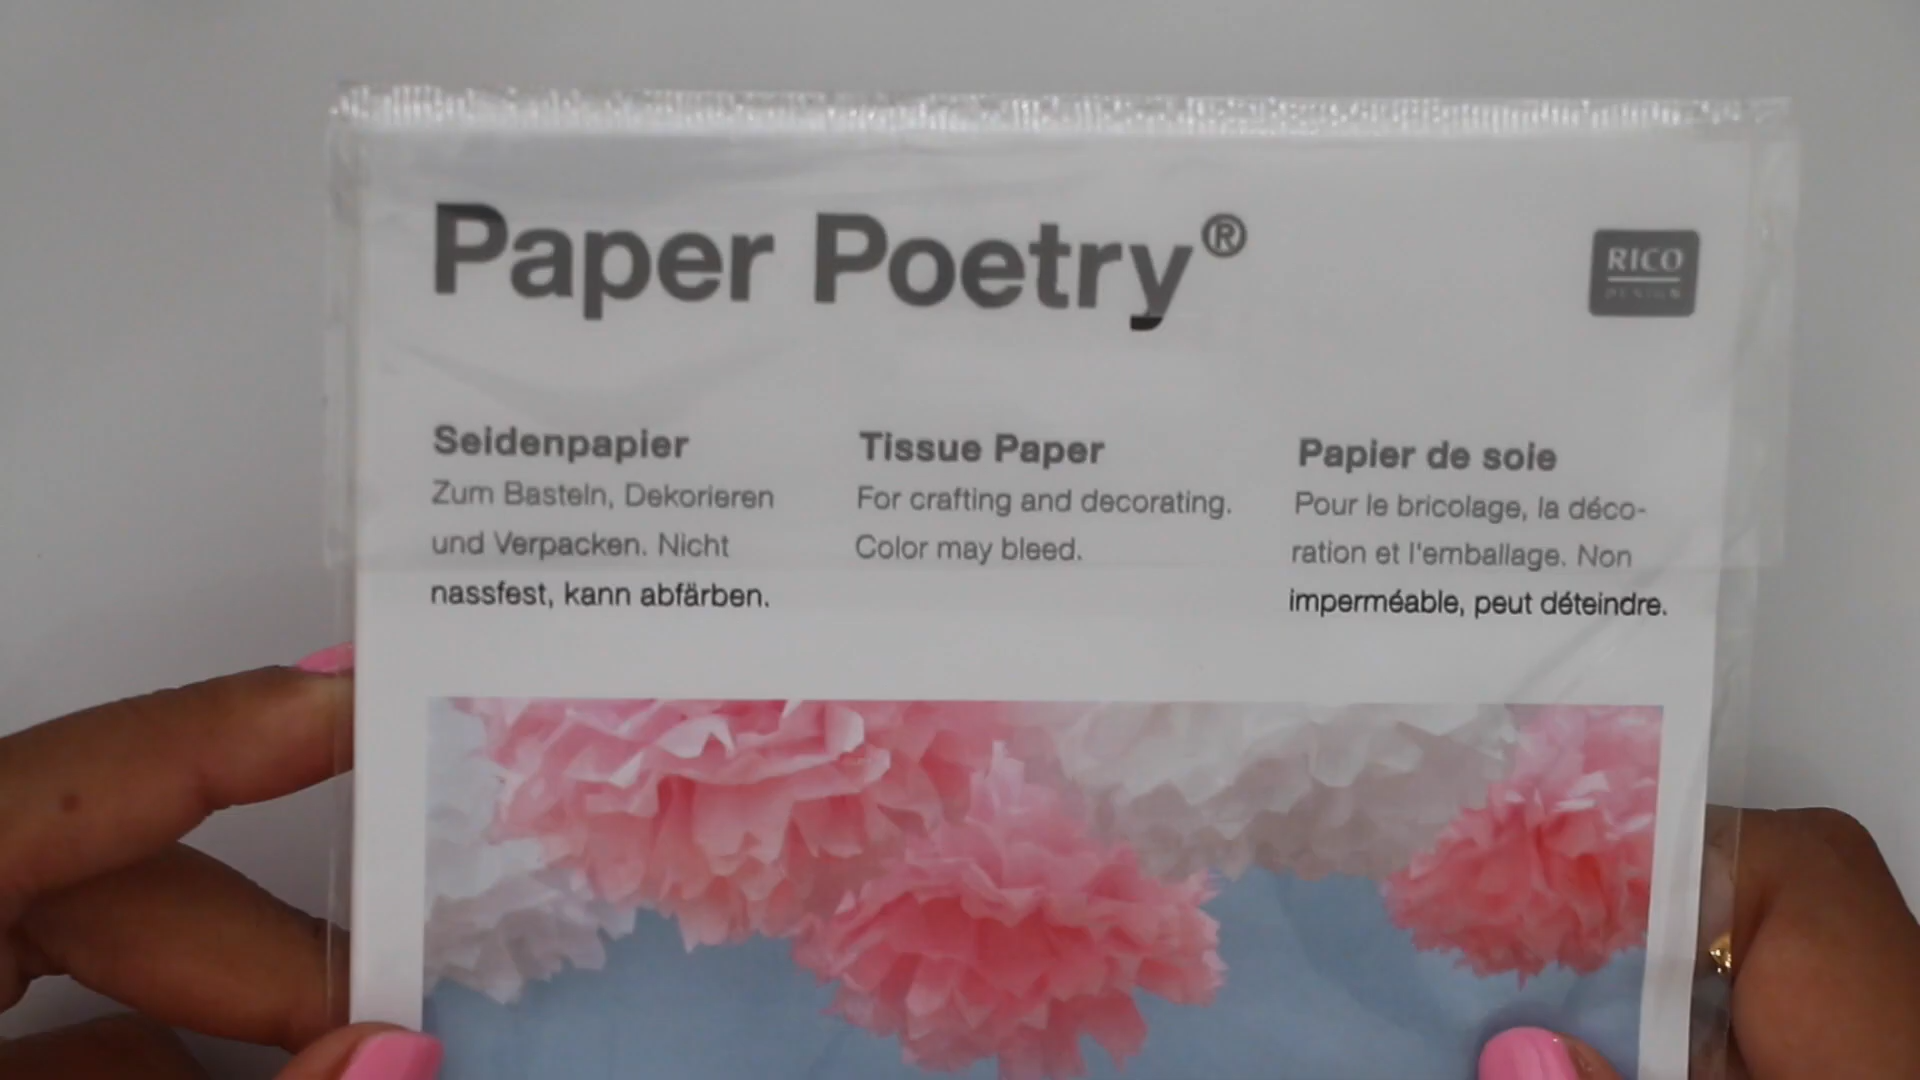 Paper Poetry®
RICO
DESIGN
Seidenpapier
Zum Basteln, Dekorieren
und Verpacken. Nicht
nassfest, kann abfärben.
Tissue Paper
For crafting and decorating.
Color may bleed.
Papier de soie
Pour le bricolage, la déco-
ration et l'emballage. Non
imperméable, peut déteindre.